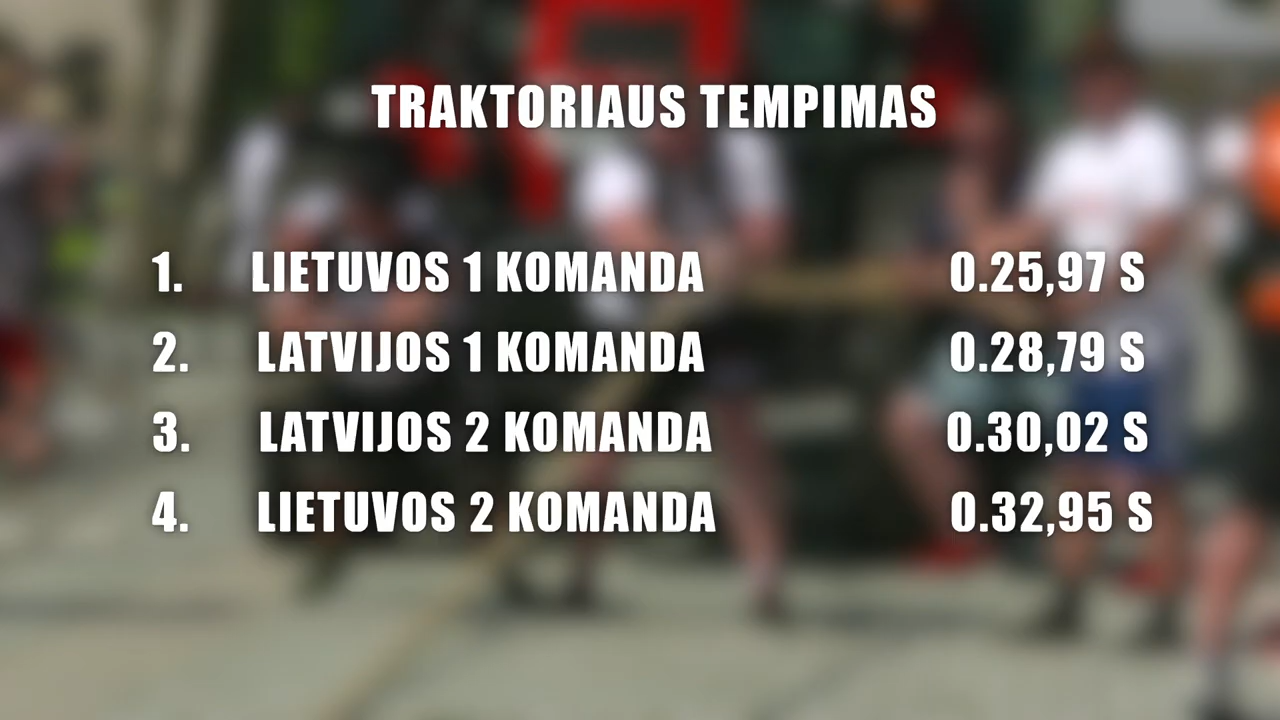 TRAKTORIAUS TEMPIMAS
1. LIETUVOS 1 KOMANDA 0.25,97 S
2. LATVIJOS 1 KOMANDA 0.28,79 S
3. LATVIJOS 2 KOMANDA 0.30,02 S
4. LIETUVOS 2 KOMANDA 0.32,95 S